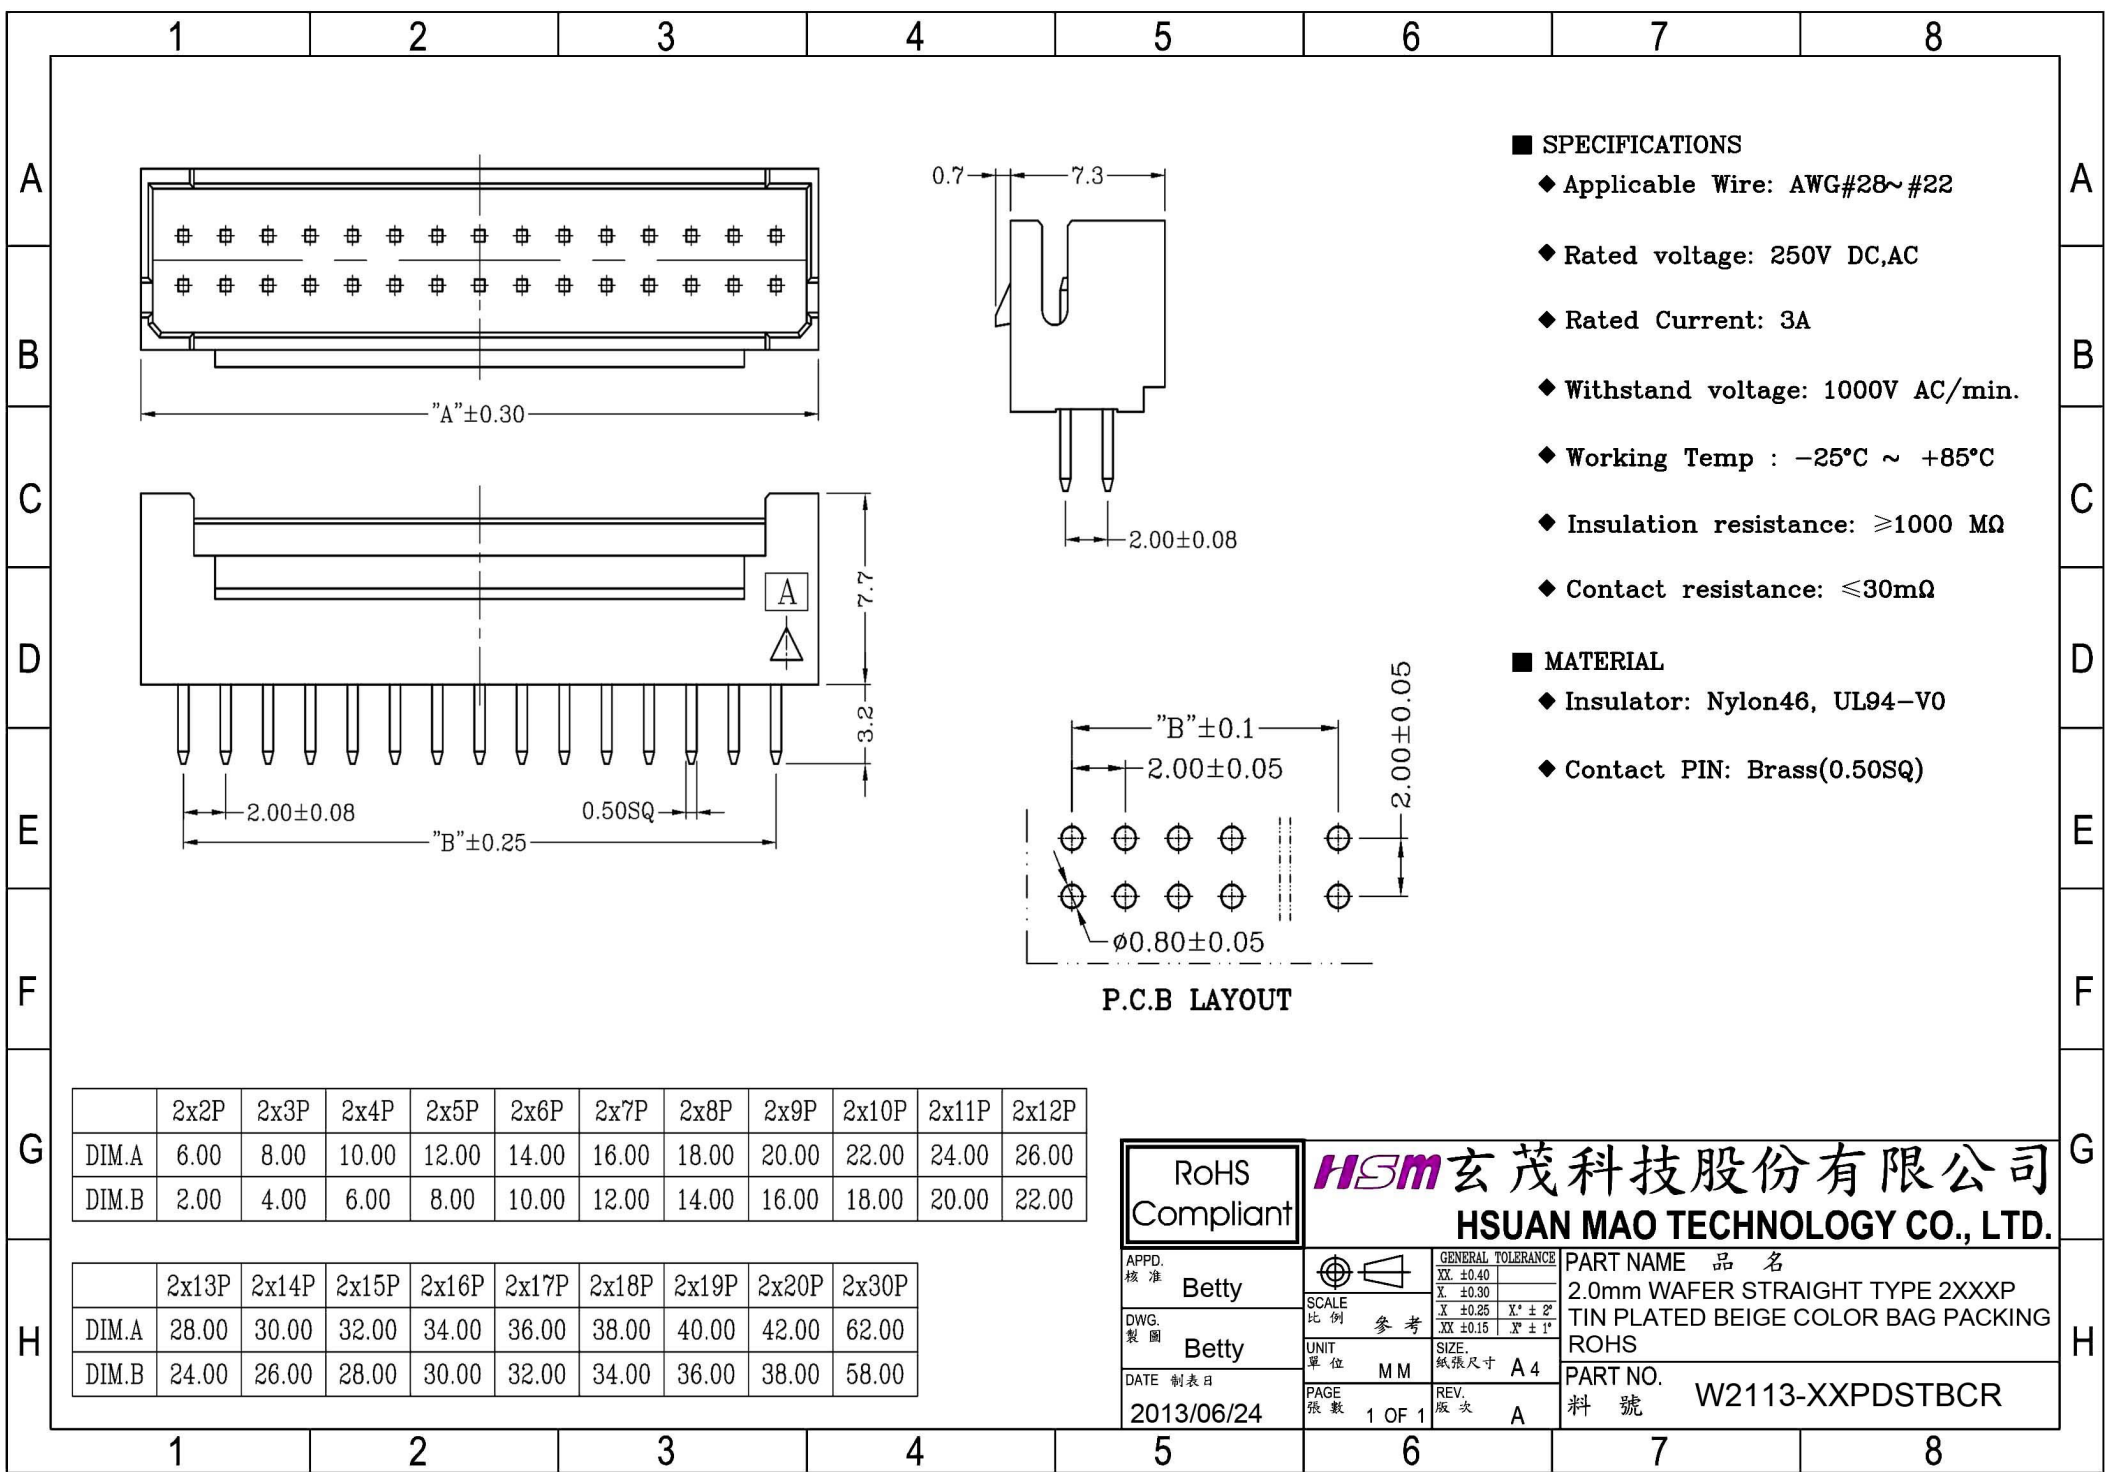 1 2 3 4 5 6 7 8
A
B
C
D
E
F
G
H
A
B
C
D
E
F
G
H
"A"±0.30
0.7
7.3
2.00±0.08
A
7.7
3.2
2.00±0.08
0.50SQ
"B"±0.25
"B"±0.1
2.00±0.05
2.00±0.05
ø0.80±0.05
P.C.B LAYOUT
■ SPECIFICATIONS
◆ Applicable Wire: AWG#28~#22
◆ Rated voltage: 250V DC,AC
◆ Rated Current: 3A
◆ Withstand voltage: 1000V AC/min.
◆ Working Temp : -25°C ~ +85°C
◆ Insulation resistance: ≥1000 MΩ
◆ Contact resistance: ≤30mΩ
■ MATERIAL
◆ Insulator: Nylon46, UL94-V0
◆ Contact PIN: Brass(0.50SQ)
2x2P 2x3P 2x4P 2x5P 2x6P 2x7P 2x8P 2x9P 2x10P 2x11P 2x12P
DIM.A 6.00 8.00 10.00 12.00 14.00 16.00 18.00 20.00 22.00 24.00 26.00
DIM.B 2.00 4.00 6.00 8.00 10.00 12.00 14.00 16.00 18.00 20.00 22.00
2x13P 2x14P 2x15P 2x16P 2x17P 2x18P 2x19P 2x20P 2x30P
DIM.A 28.00 30.00 32.00 34.00 36.00 38.00 40.00 42.00 62.00
DIM.B 24.00 26.00 28.00 30.00 32.00 34.00 36.00 38.00 58.00
RoHS
Compliant
HSM 玄茂科技股份有限公司
HSUAN MAO TECHNOLOGY CO., LTD.
APPD.
核准 Betty
DWG.
製圖 Betty
DATE 制表日
2013/06/24
SCALE
比例 參考
UNIT
單位 MM
PAGE
張數 1 OF 1
GENERAL TOLERANCE
XX. ±0.40
X. ±0.30
.X ±0.25 X.° ± 2°
.XX ±0.15 .X° ± 1°
SIZE.
紙張尺寸 A4
REV.
版次 A
PART NAME 品名
2.0mm WAFER STRAIGHT TYPE 2XXXP
TIN PLATED BEIGE COLOR BAG PACKING
ROHS
PART NO.
料號 W2113-XXPDSTBCR
1 2 3 4 5 6 7 8